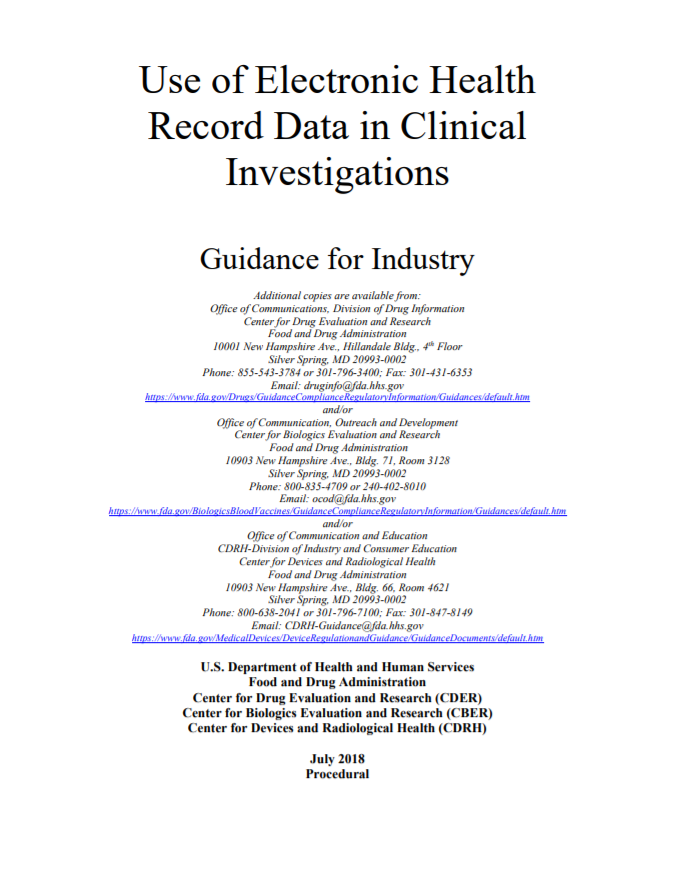 Use of Electronic Health
Record Data in Clinical
Investigations
Guidance for Industry
Additional copies are available from:
Office of Communications, Division of Drug Information
Center for Drug Evaluation and Research
Food and Drug Administration
10001 New Hampshire Ave., Hillandale Bldg., 4th Floor
Silver Spring, MD 20993-0002
Phone: 855-543-3784 or 301-796-3400; Fax: 301-431-6353
Email: druginfo@fda.hhs.gov
https://www.fda.gov/Drugs/GuidanceComplianceRegulatoryInformation/Guidances/default.htm
and/or
Office of Communication, Outreach and Development
Center for Biologics Evaluation and Research
Food and Drug Administration
10903 New Hampshire Ave., Bldg. 71, Room 3128
Silver Spring, MD 20993-0002
Phone: 800-835-4709 or 240-402-8010
Email: ocod@fda.hhs.gov
https://www.fda.gov/BiologicsBloodVaccines/GuidanceComplianceRegulatoryInformation/Guidances/default.htm
and/or
Office of Communication and Education
CDRH-Division of Industry and Consumer Education
Center for Devices and Radiological Health
Food and Drug Administration
10903 New Hampshire Ave., Bldg. 66, Room 4621
Silver Spring, MD 20993-0002
Phone: 800-638-2041 or 301-796-7100; Fax: 301-847-8149
Email: CDRH-Guidance@fda.hhs.gov
https://www.fda.gov/MedicalDevices/DeviceRegulationandGuidance/GuidanceDocuments/default.htm
U.S. Department of Health and Human Services
Food and Drug Administration
Center for Drug Evaluation and Research (CDER)
Center for Biologics Evaluation and Research (CBER)
Center for Devices and Radiological Health (CDRH)
July 2018
Procedural